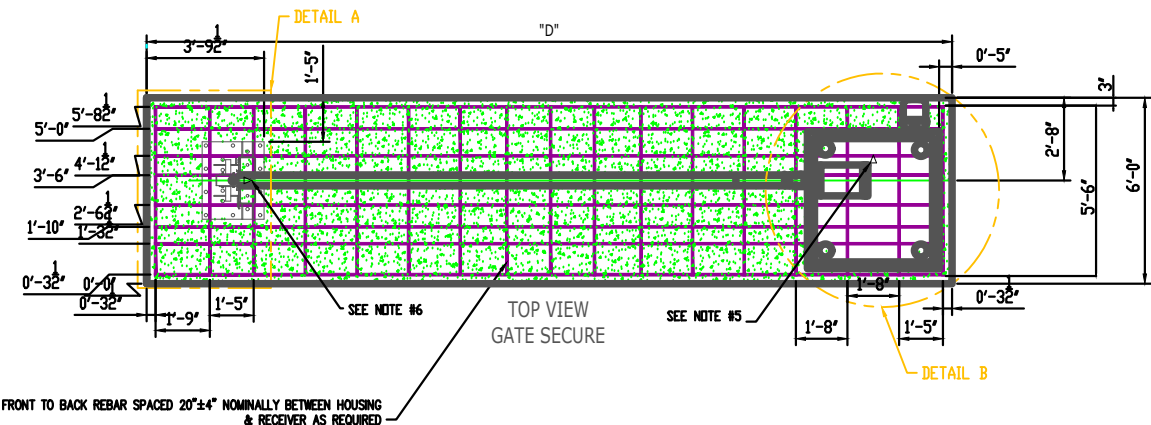 DETAIL A
"D"
3'-9½"
1'-5"
0'-5"
3"
5'-8½"
5'-0"
4'-1½"
3'-6"
2'-6½"
1'-10"
1'-3½"
0'-3½"
0'-0"
0'-3½"
2'-8"
5'-6"
6'-0"
0'-3½"
1'-9"
1'-5"
SEE NOTE #6
TOP VIEW
GATE SECURE
SEE NOTE #5
1'-8"
1'-8"
1'-5"
DETAIL B
FRONT TO BACK REBAR SPACED 20"±4" NOMINALLY BETWEEN HOUSING
& RECEIVER AS REQUIRED